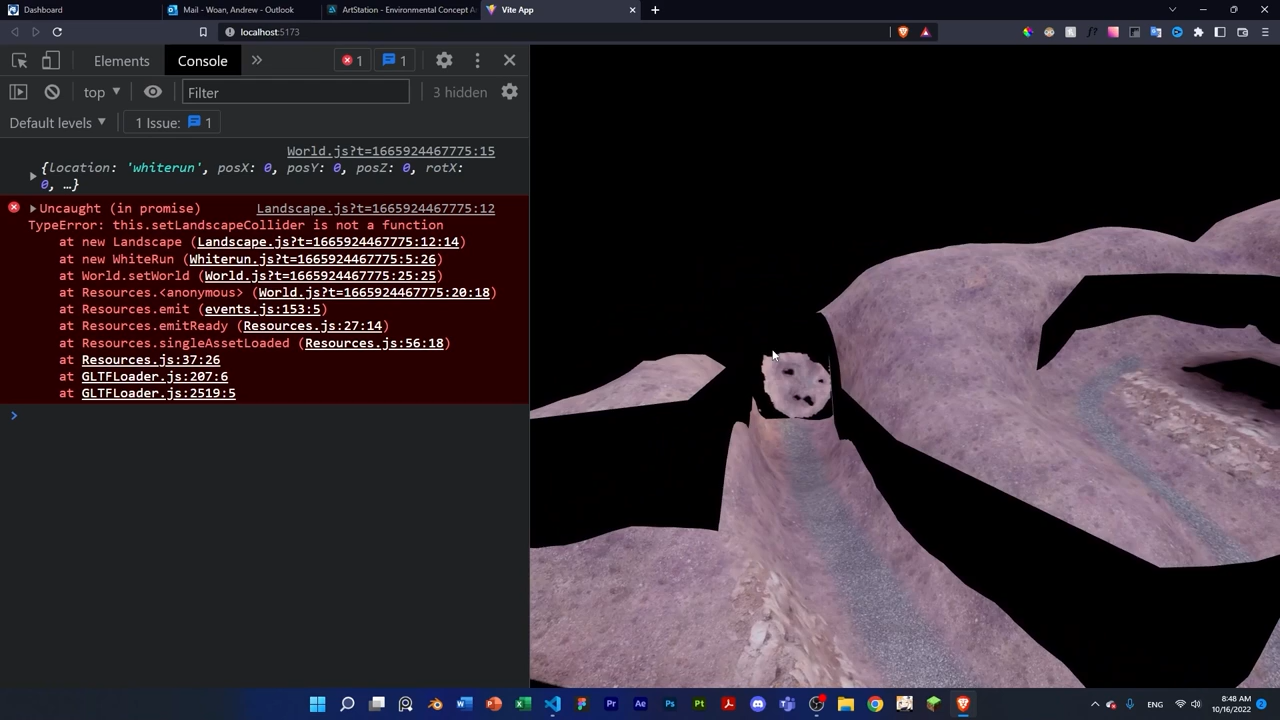 Dashboard
Mail - Woan, Andrew - Outlook
ArtStation - Environmental Concept A
Vite App
localhost:5173
Elements
Console
1
1
top
Filter
3 hidden
Default levels
1 Issue:
1
World.js?t=1665924467775:15
{location: 'whiterun', posX: 0, posY: 0, posZ: 0, rotX:
0, …}
Uncaught (in promise)
Landscape.js?t=1665924467775:12
TypeError: this.setLandscapeCollider is not a function
at new Landscape (Landscape.js?t=1665924467775:12:14)
at new WhiteRun (Whiterun.js?t=1665924467775:5:26)
at World.setWorld (World.js?t=1665924467775:25:25)
at Resources.<anonymous> (World.js?t=1665924467775:20:18)
at Resources.emit (events.js:153:5)
at Resources.emitReady (Resources.js:27:14)
at Resources.singleAssetLoaded (Resources.js:56:18)
at Resources.js:37:26
at GLTFLoader.js:207:6
at GLTFLoader.js:2519:5
ENG
8:48 AM
10/16/2022
2